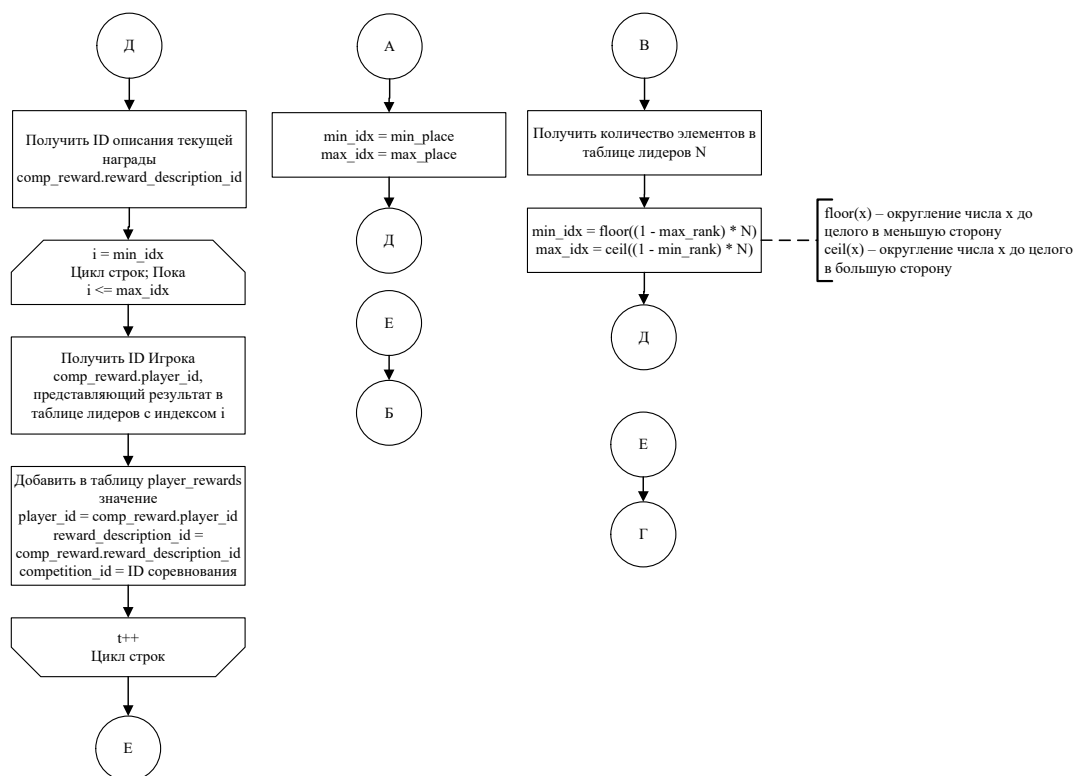 Д
Получить ID описания текущей
награды
comp_reward.reward_description_id
i = min_idx
Цикл строк; Пока
i <= max_idx
Получить ID Игрока
comp_reward.player_id,
представляющий результат в
таблице лидеров с индексом i
Добавить в таблицу player_rewards
значение
player_id = comp_reward.player_id
reward_description_id =
comp_reward.reward_description_id
competition_id = ID соревнования
t++
Цикл строк
Е
А
min_idx = min_place
max_idx = max_place
Д
Е
Б
В
Получить количество элементов в
таблице лидеров N
min_idx = floor((1 - max_rank) * N)
max_idx = ceil((1 - min_rank) * N)
floor(x) – округление числа x до
целого в меньшую сторону
ceil(x) – округление числа x до целого
в большую сторону
Д
Е
Г